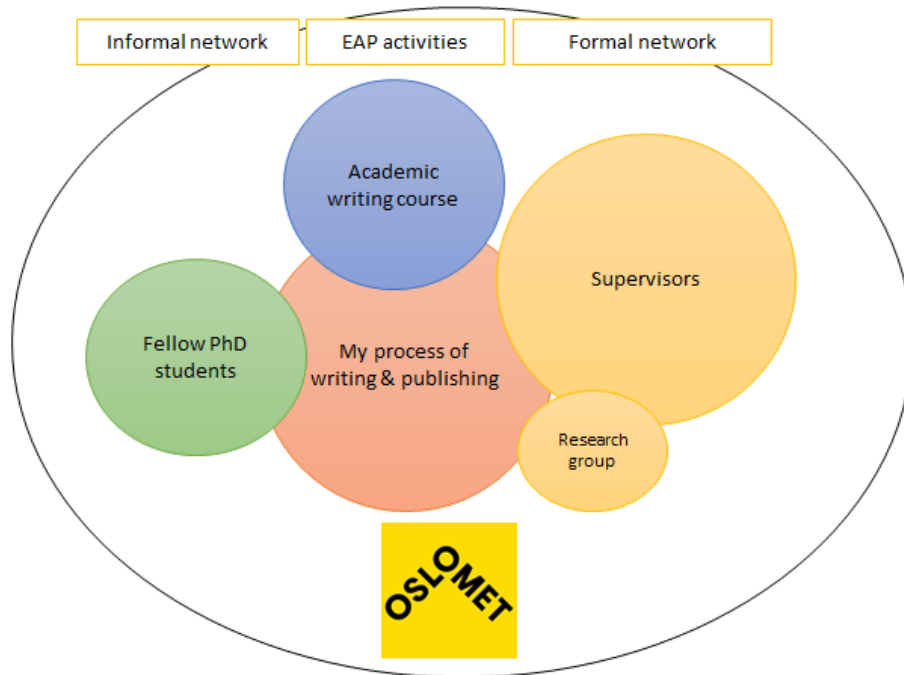 Informal network
EAP activities
Formal network
Academic
writing course
Supervisors
Fellow PhD
students
My process of
writing & publishing
Research
group
OSLOMET